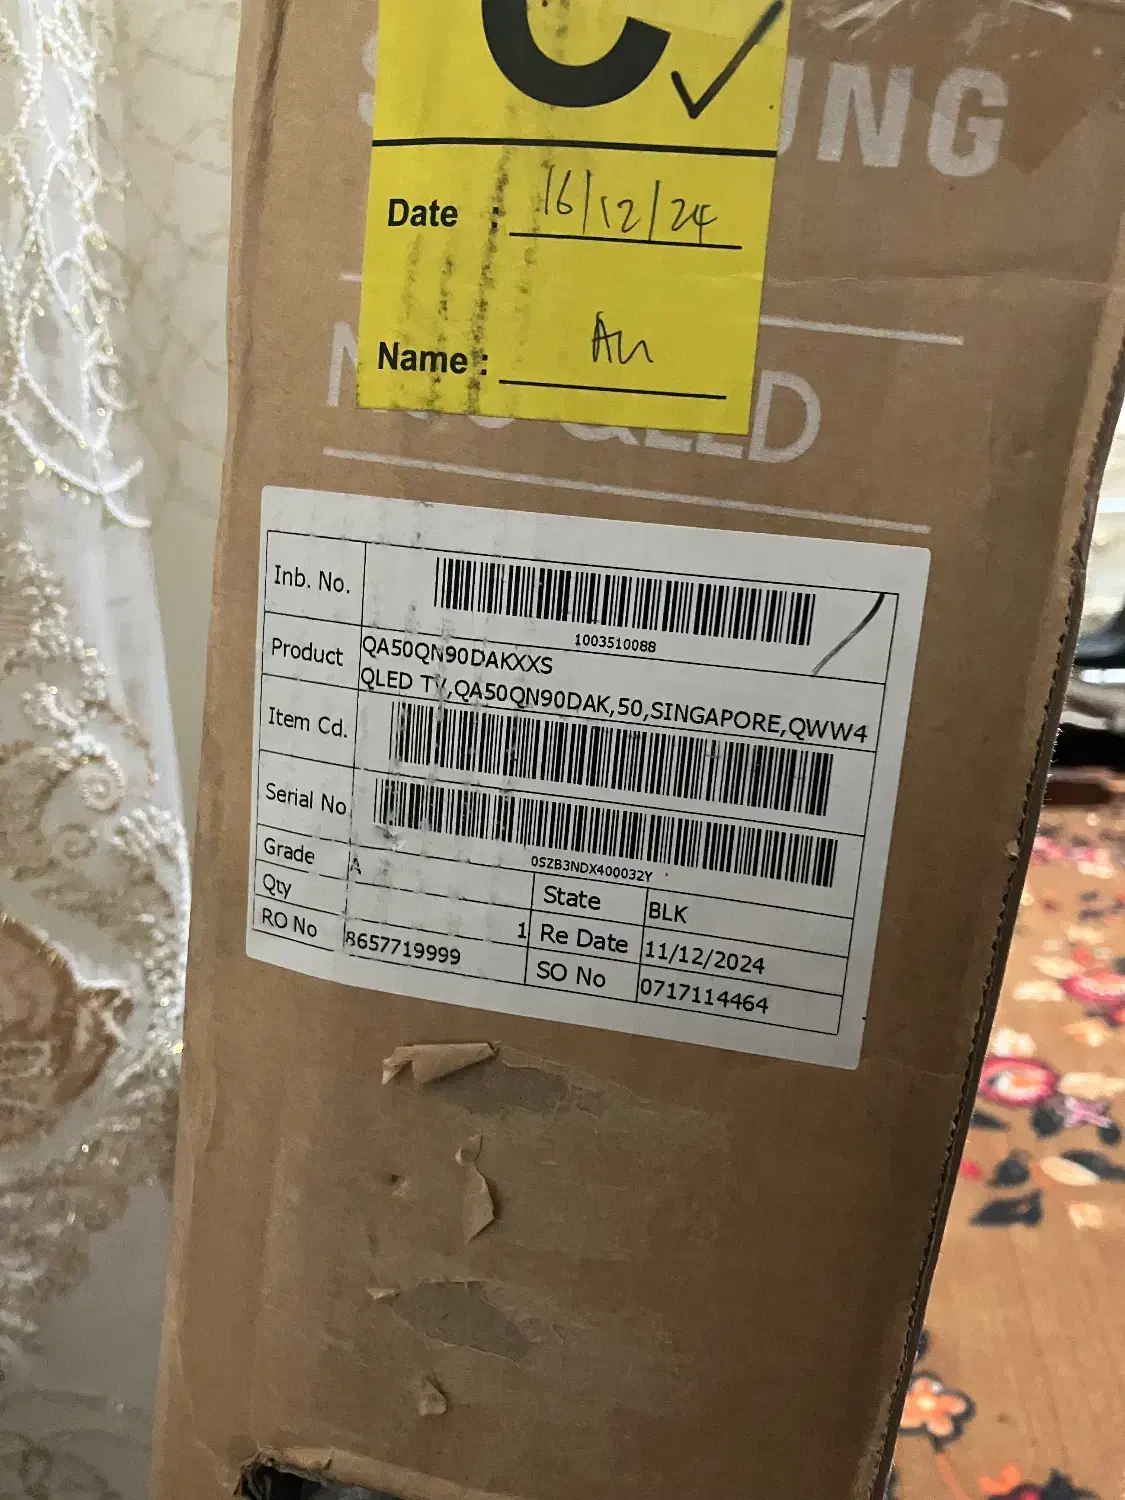 C
UNG
Date : 16/12/24
Name :
QLED
Inb. No.
1003510088
Product QA50QN90DAKXXS
QLED TV,QA50QN90DAK,50,SINGAPORE,QWW4
Item Cd.
Serial No
0SZB3NDX400032Y
Grade A State BLK
Qty 1 Re Date 11/12/2024
RO No 8657719999 SO No 0717114464